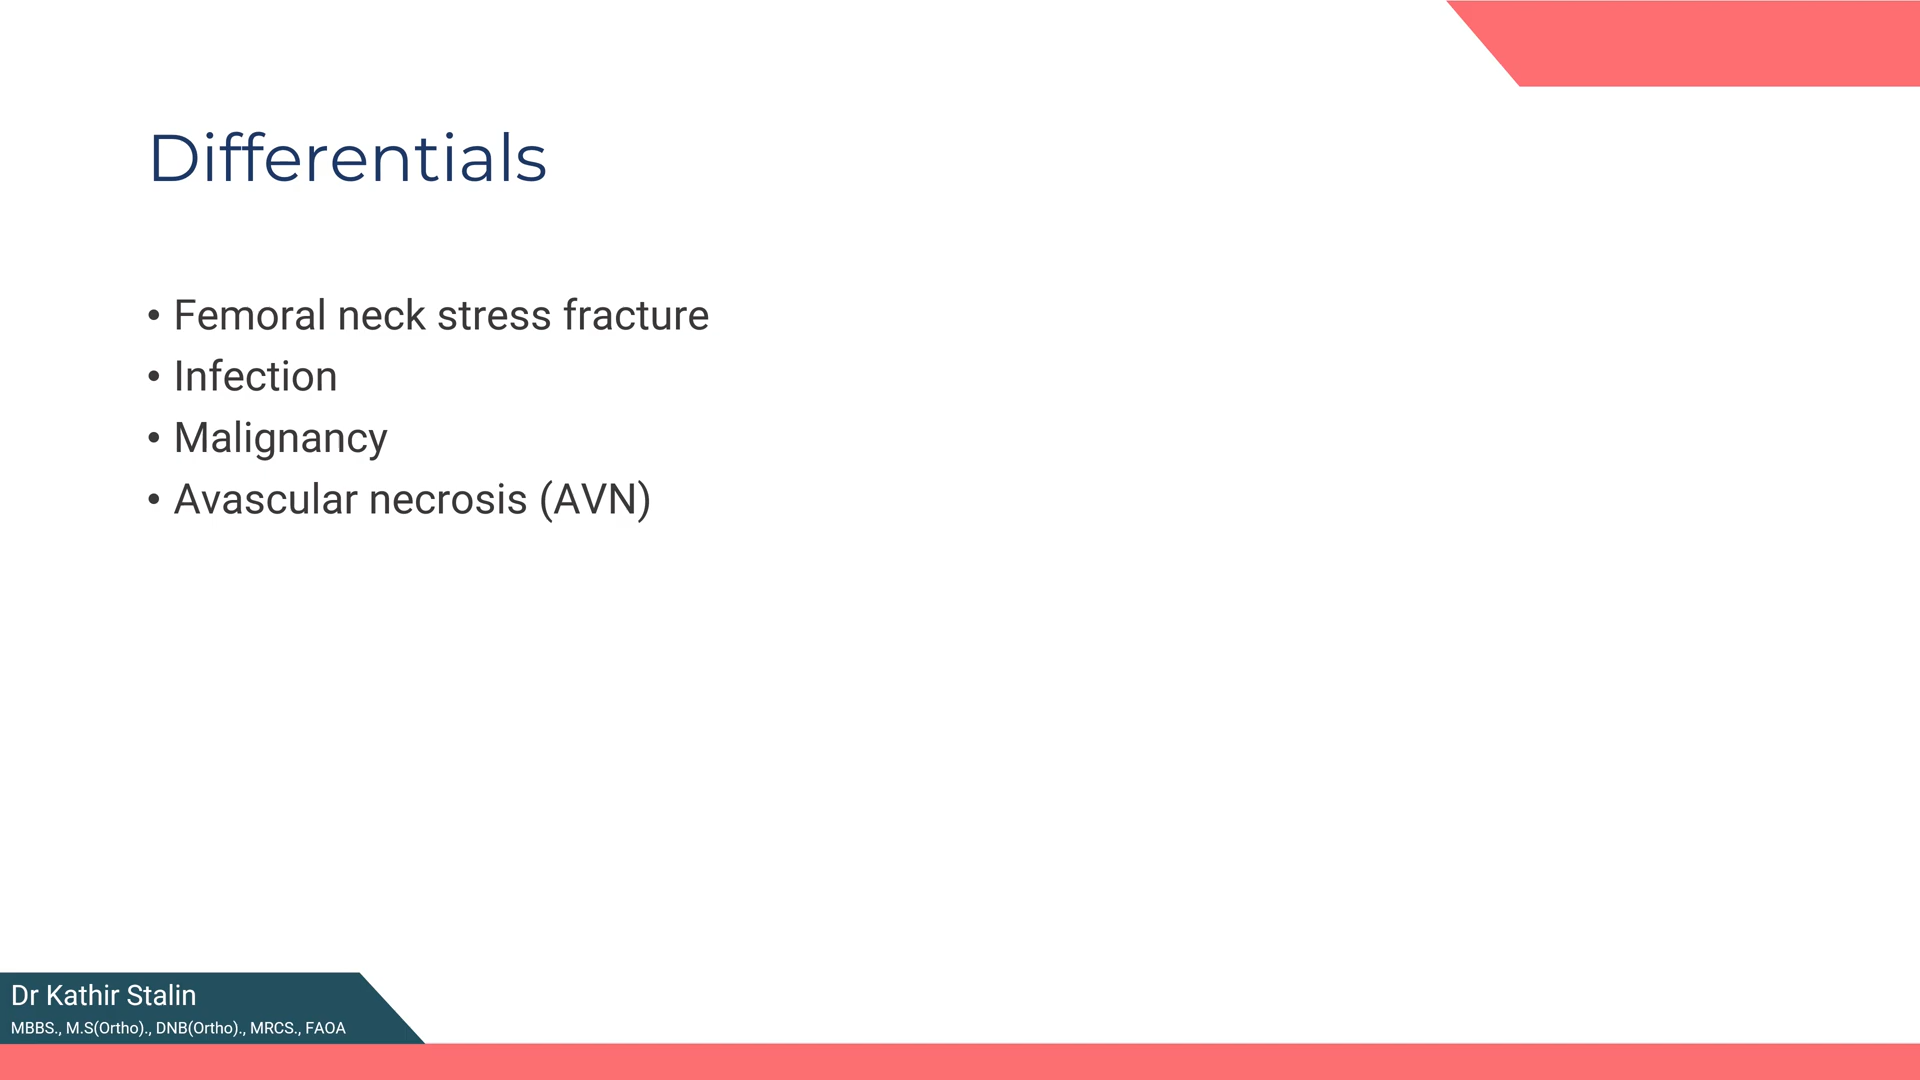 Differentials
• Femoral neck stress fracture
• Infection
• Malignancy
• Avascular necrosis (AVN)
Dr Kathir Stalin
MBBS., M.S(Ortho)., DNB(Ortho)., MRCS., FAOA